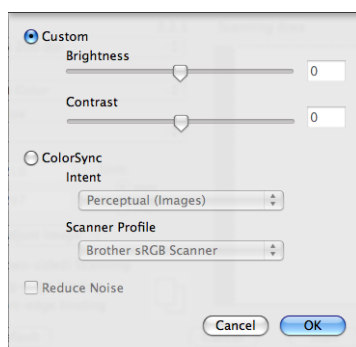 Custom
Brightness
0
Contrast
0
ColorSync
Intent
Perceptual (Images)
Scanner Profile
Brother sRGB Scanner
Reduce Noise
Cancel OK